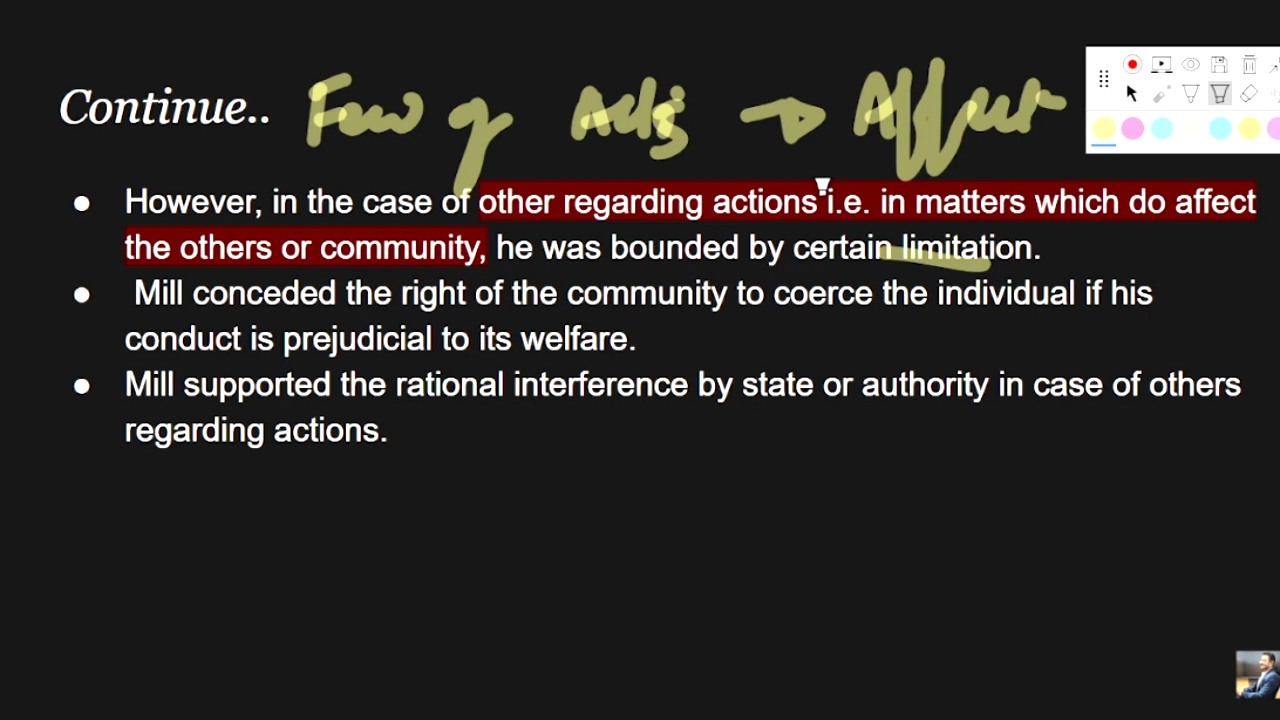 Continue..
Few of Adj → Affect
● However, in the case of other regarding actions i.e. in matters which do affect
the others or community, he was bounded by certain limitation.
● Mill conceded the right of the community to coerce the individual if his
conduct is prejudicial to its welfare.
● Mill supported the rational interference by state or authority in case of others
regarding actions.